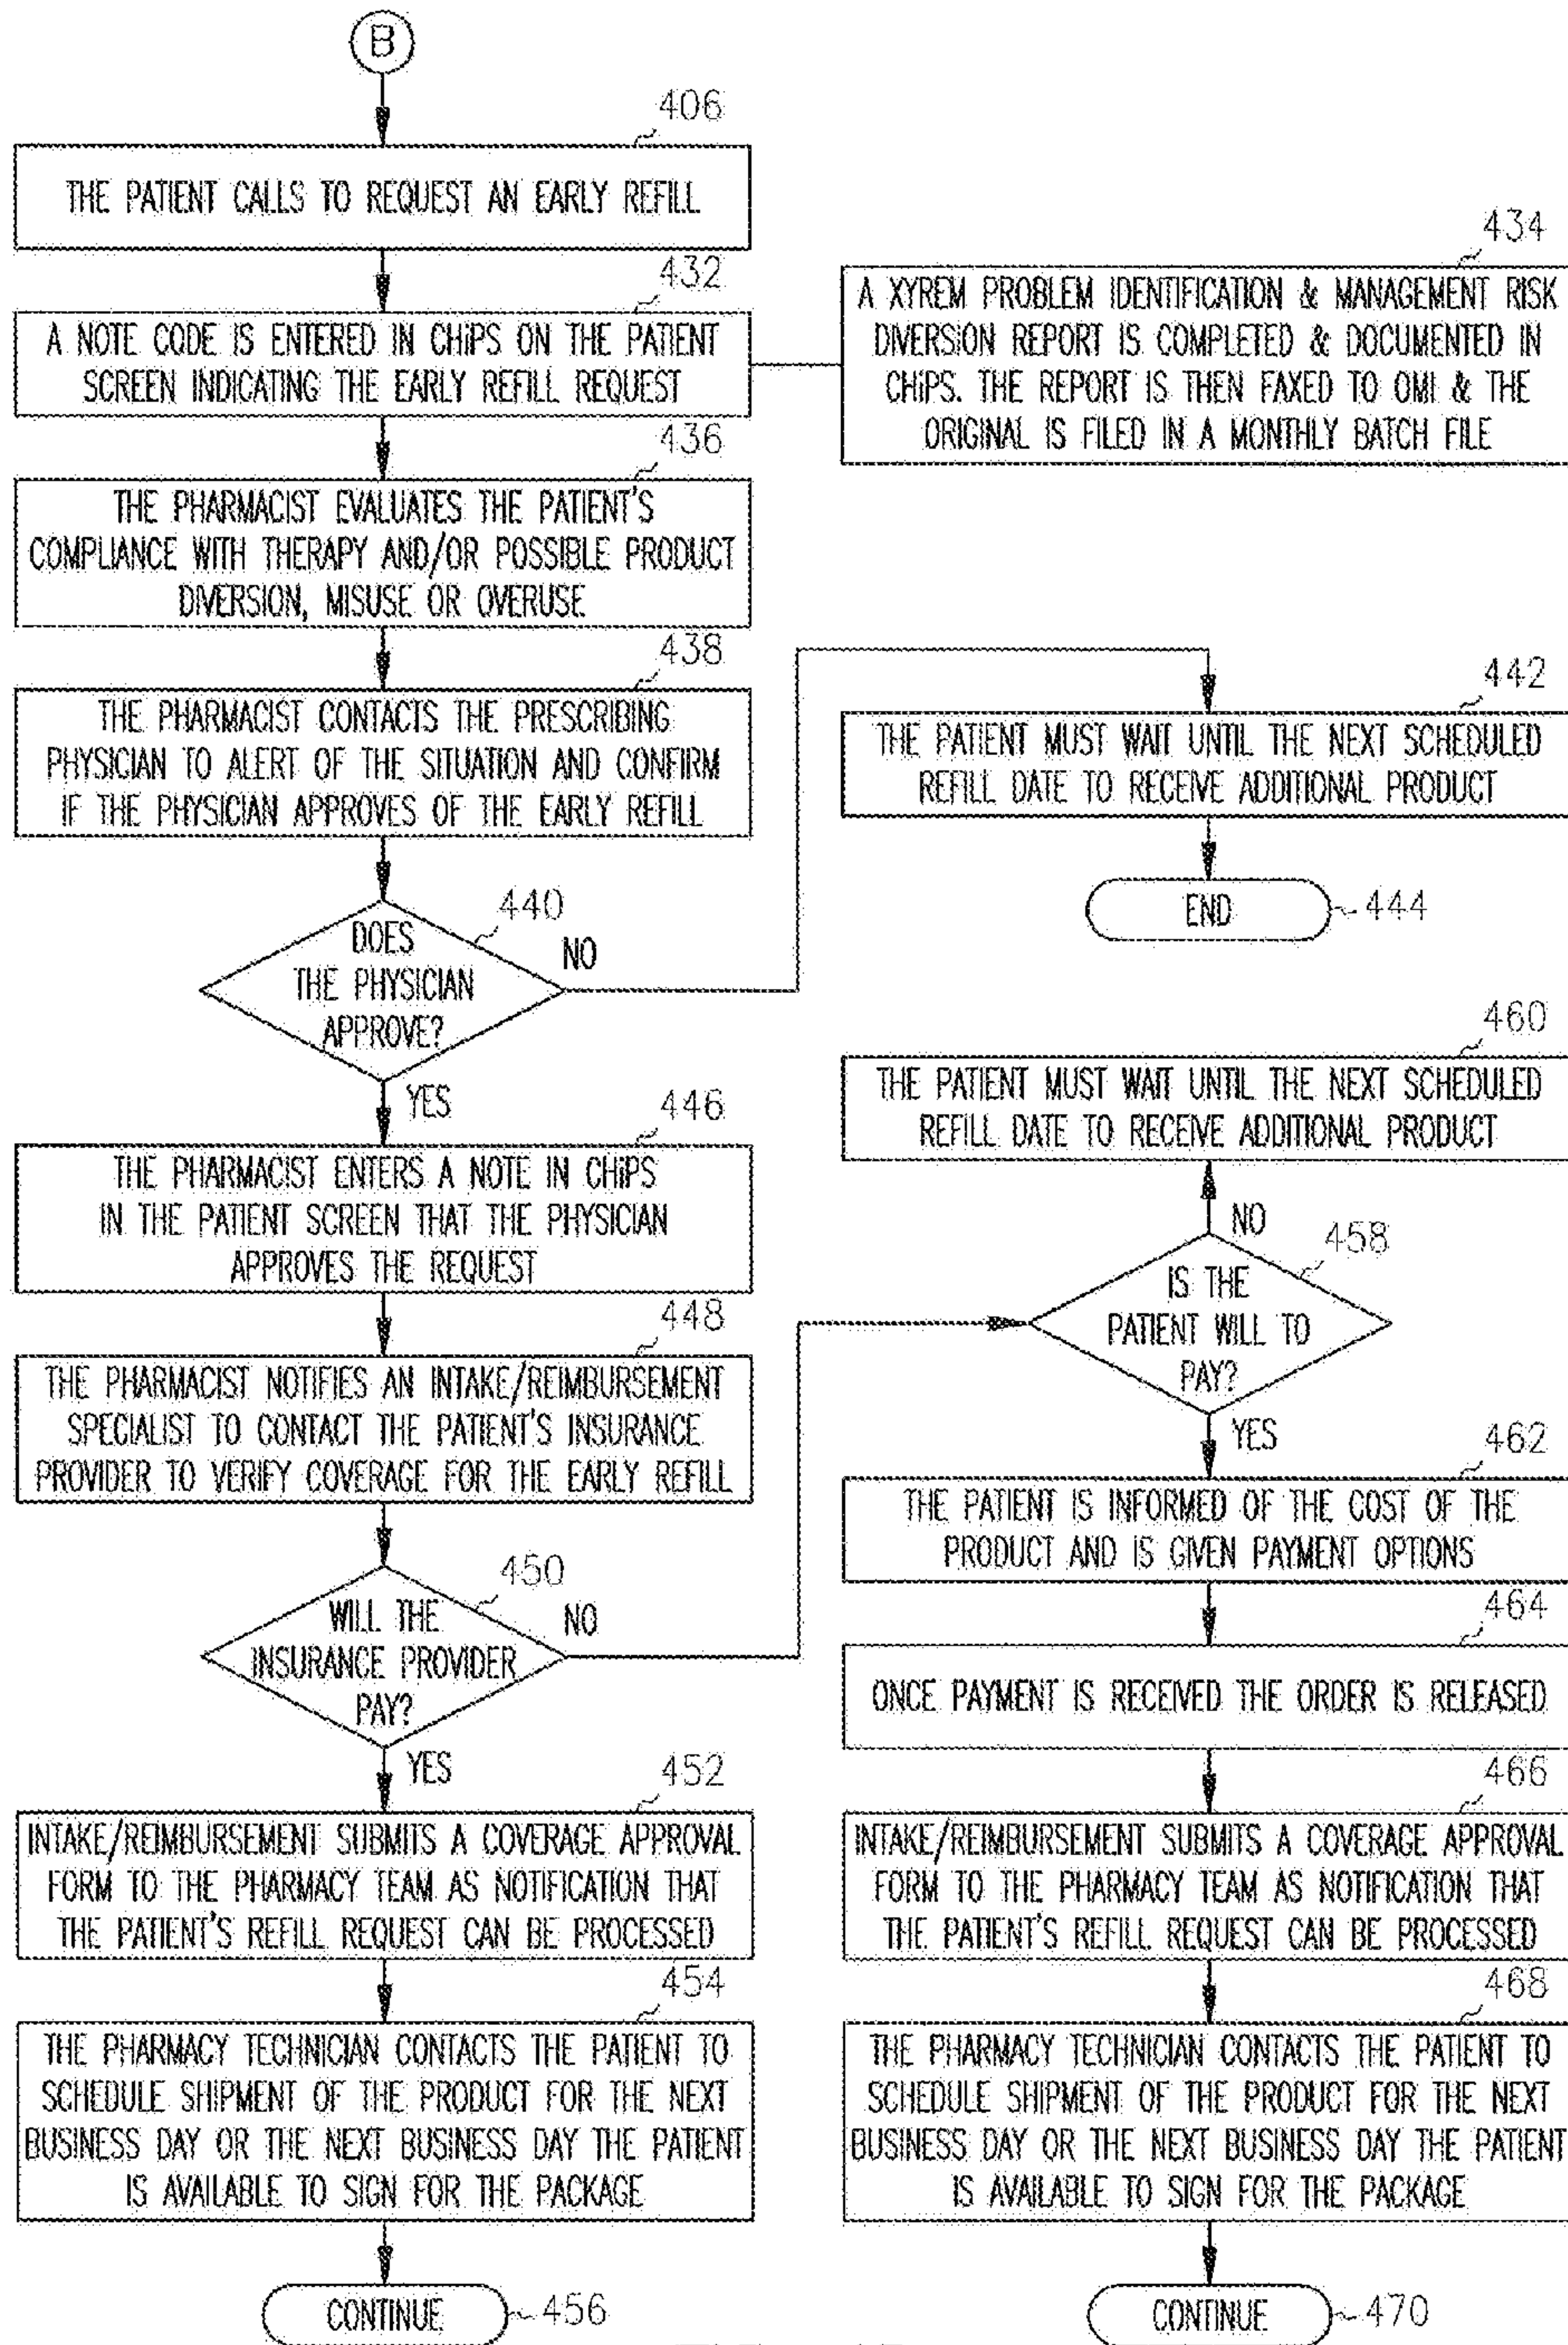 B
406
THE PATIENT CALLS TO REQUEST AN EARLY REFILL
432
A NOTE CODE IS ENTERED IN CHiPS ON THE PATIENT
SCREEN INDICATING THE EARLY REFILL REQUEST
434
A XYREM PROBLEM IDENTIFICATION & MANAGEMENT RISK
DIVERSION REPORT IS COMPLETED & DOCUMENTED IN
CHiPS. THE REPORT IS THEN FAXED TO OMI & THE
ORIGINAL IS FILED IN A MONTHLY BATCH FILE
436
THE PHARMACIST EVALUATES THE PATIENT'S
COMPLIANCE WITH THERAPY AND/OR POSSIBLE PRODUCT
DIVERSION, MISUSE OR OVERUSE
438
THE PHARMACIST CONTACTS THE PRESCRIBING
PHYSICIAN TO ALERT OF THE SITUATION AND CONFIRM
IF THE PHYSICIAN APPROVES OF THE EARLY REFILL
440
DOES
THE PHYSICIAN
APPROVE?
NO
442
THE PATIENT MUST WAIT UNTIL THE NEXT SCHEDULED
REFILL DATE TO RECEIVE ADDITIONAL PRODUCT
END
444
YES
446
THE PHARMACIST ENTERS A NOTE IN CHiPS
IN THE PATIENT SCREEN THAT THE PHYSICIAN
APPROVES THE REQUEST
448
THE PHARMACIST NOTIFIES AN INTAKE/REIMBURSEMENT
SPECIALIST TO CONTACT THE PATIENT'S INSURANCE
PROVIDER TO VERIFY COVERAGE FOR THE EARLY REFILL
450
WILL THE
INSURANCE PROVIDER
PAY?
NO
YES
452
INTAKE/REIMBURSEMENT SUBMITS A COVERAGE APPROVAL
FORM TO THE PHARMACY TEAM AS NOTIFICATION THAT
THE PATIENT'S REFILL REQUEST CAN BE PROCESSED
454
THE PHARMACY TECHNICIAN CONTACTS THE PATIENT TO
SCHEDULE SHIPMENT OF THE PRODUCT FOR THE NEXT
BUSINESS DAY OR THE NEXT BUSINESS DAY THE PATIENT
IS AVAILABLE TO SIGN FOR THE PACKAGE
CONTINUE
456
460
THE PATIENT MUST WAIT UNTIL THE NEXT SCHEDULED
REFILL DATE TO RECEIVE ADDITIONAL PRODUCT
NO
458
IS THE
PATIENT WILL TO
PAY?
YES
462
THE PATIENT IS INFORMED OF THE COST OF THE
PRODUCT AND IS GIVEN PAYMENT OPTIONS
464
ONCE PAYMENT IS RECEIVED THE ORDER IS RELEASED
466
INTAKE/REIMBURSEMENT SUBMITS A COVERAGE APPROVAL
FORM TO THE PHARMACY TEAM AS NOTIFICATION THAT
THE PATIENT'S REFILL REQUEST CAN BE PROCESSED
468
THE PHARMACY TECHNICIAN CONTACTS THE PATIENT TO
SCHEDULE SHIPMENT OF THE PRODUCT FOR THE NEXT
BUSINESS DAY OR THE NEXT BUSINESS DAY THE PATIENT
IS AVAILABLE TO SIGN FOR THE PACKAGE
CONTINUE
470